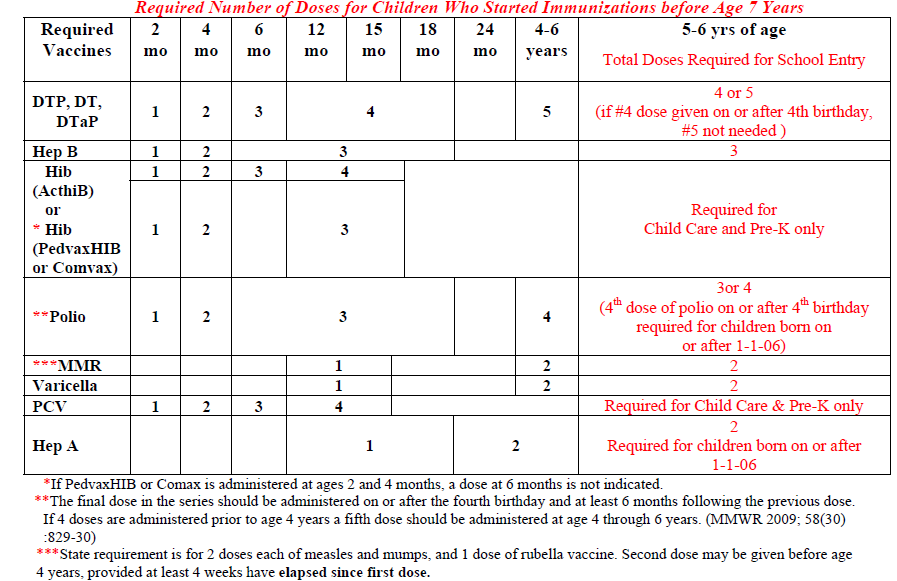 Required Number of Doses for Children Who Started Immunizations before Age 7 Years
Required Vaccines 2 mo 4 mo 6 mo 12 mo 15 mo 18 mo 24 mo 4-6 years 5-6 yrs of age
Total Doses Required for School Entry
DTP, DT, DTaP 1 2 3 4 5 4 or 5
(if #4 dose given on or after 4th birthday,
#5 not needed )
Hep B 1 2 3 3
Hib 1 2 3 4
(ActhiB)
or
* Hib 1 2 3
(PedvaxHIB
or Comvax)
Required for
Child Care and Pre-K only
**Polio 1 2 3 4 3or 4
(4th dose of polio on or after 4th birthday
required for children born on
or after 1-1-06)
***MMR 1 2 2
Varicella 1 2 2
PCV 1 2 3 4 Required for Child Care & Pre-K only
Hep A 1 2 2
Required for children born on or after
1-1-06
*If PedvaxHIB or Comax is administered at ages 2 and 4 months, a dose at 6 months is not indicated.
**The final dose in the series should be administered on or after the fourth birthday and at least 6 months following the previous dose.
If 4 doses are administered prior to age 4 years a fifth dose should be administered at age 4 through 6 years. (MMWR 2009; 58(30)
:829-30)
***State requirement is for 2 doses each of measles and mumps, and 1 dose of rubella vaccine. Second dose may be given before age
4 years, provided at least 4 weeks have elapsed since first dose.